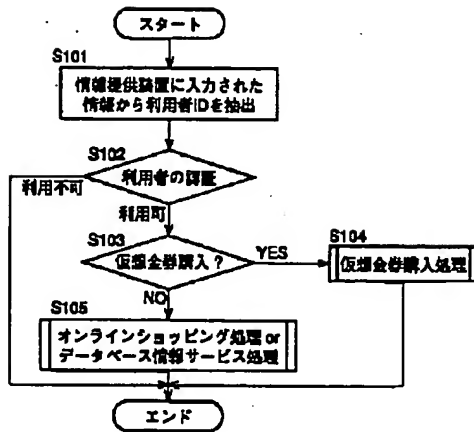 スタート
S101
情報提供装置に入力された
情報から利用者IDを抽出
S102
利用者の認証
利用不可
利用可
S103
仮想金券購入？
YES
S104
仮想金券購入処理
NO
S105
オンラインショッピング処理or
データベース情報サービス処理
エンド